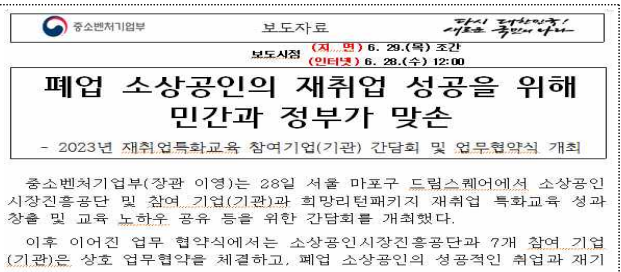 중소벤처기업부
보도자료
다시 대한민국!
새로운 국민의 나라
보도시점 (지 면) 6. 29.(목) 조간
(인터넷) 6. 28.(수) 12:00
폐업 소상공인의 재취업 성공을 위해
민간과 정부가 맞손
- 2023년 재취업특화교육 참여기업(기관) 간담회 및 업무협약식 개최
중소벤처기업부(장관 이영)는 28일 서울 마포구 드림스퀘어에서 소상공인
시장진흥공단 및 참여 기업(기관)과 희망리턴패키지 재취업 특화교육 성과
창출 및 교육 노하우 공유 등을 위한 간담회를 개최했다.
이후 이어진 업무 협약식에서는 소상공인시장진흥공단과 7개 참여 기업
(기관)은 상호 업무협약을 체결하고, 폐업 소상공인의 성공적인 취업과 재기